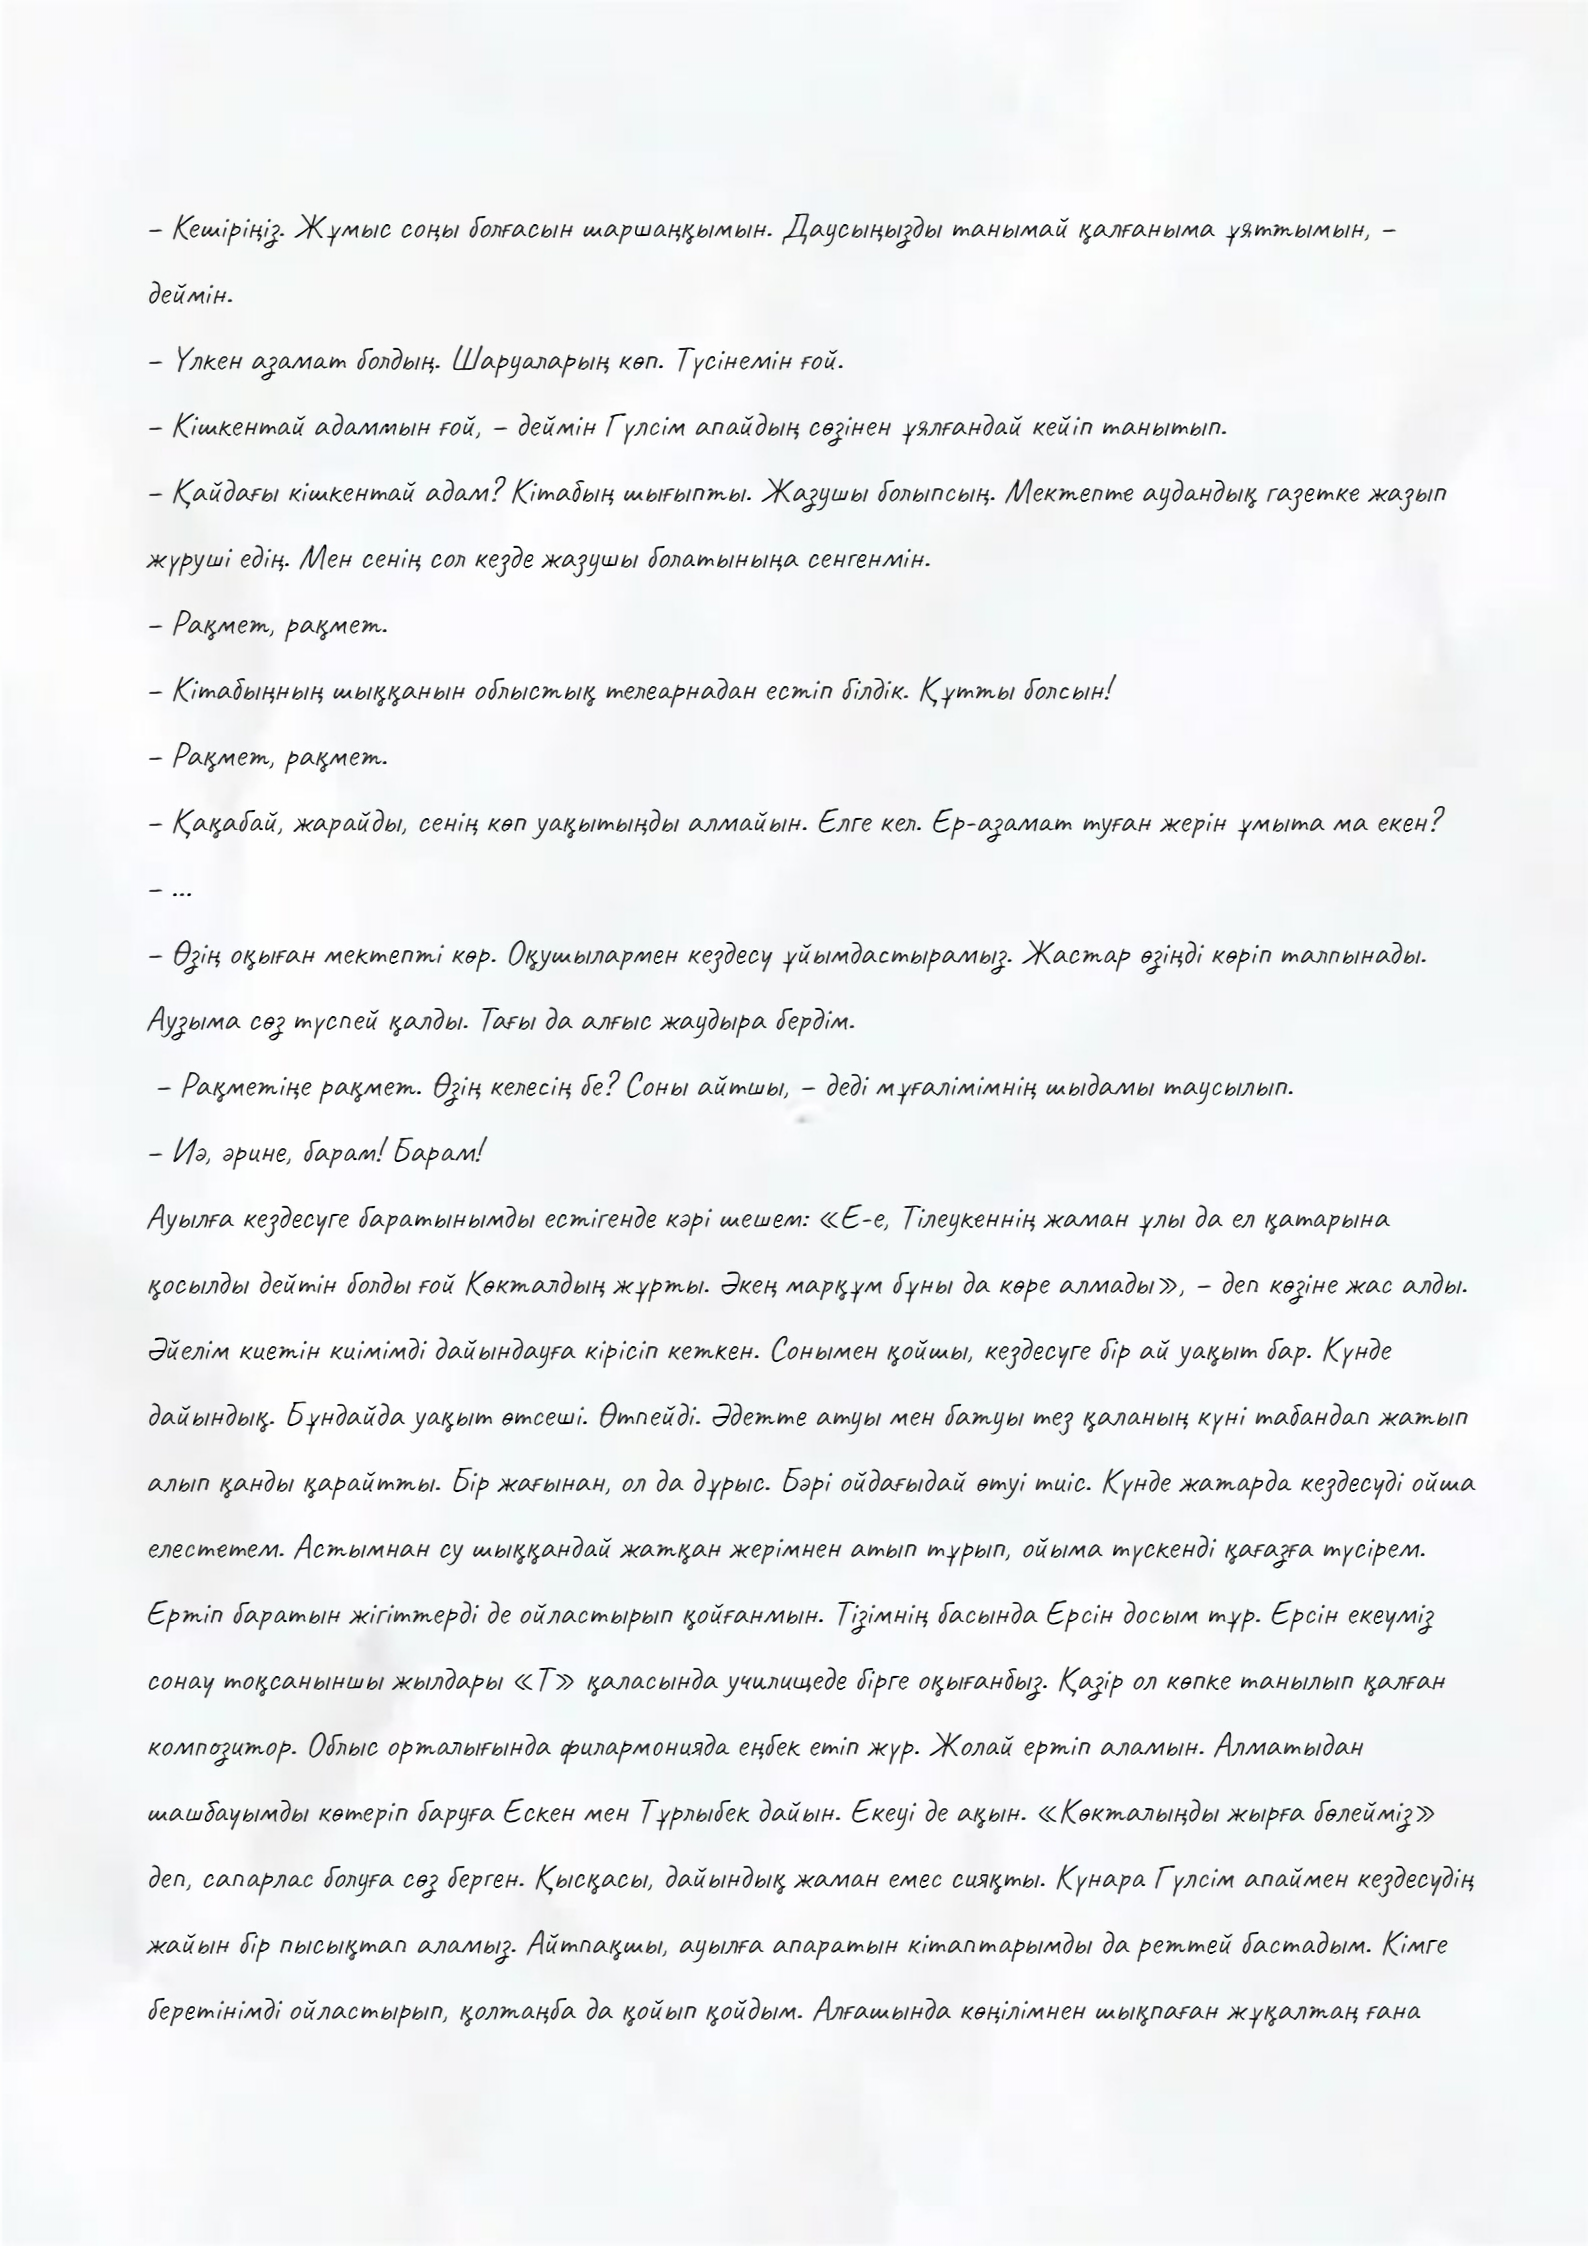 – Кешіріңіз. Жұмыс соңы болғасын шаршаңқымын. Даусыңызды танымай қалғаныма ұяттымын, –
деймін.
– Үлкен азамат болдың. Шаруаларың көп. Түсінемін ғой.
– Кішкентай адаммын ғой, – деймін Гүлсім апайдың сөзінен ұялғандай кейіп танытып.
– Қайдағы кішкентай адам? Кітабың шығыпты. Жазушы болыпсың. Мектепте аудандық газетке жазып
жүруші едің. Мен сенің сол кезде жазушы болатыныңа сенгенмін.
– Рақмет, рақмет.
– Кітабыңның шыққанын облыстық телеарнадан естіп білдік. Құтты болсын!
– Рақмет, рақмет.
– Қақабай, жарайды, сенің көп уақытыңды алмайын. Елге кел. Ер-азамат туған жерін ұмыта ма екен?
– ...
– Өзің оқыған мектепті көр. Оқушылармен кездесу ұйымдастырамыз. Жастар өзіңді көріп талпынады.
Аузыма сөз түспей қалды. Тағы да алғыс жаудыра бердім.
– Рақметіңе рақмет. Өзің келесің бе? Соны айтшы, – деді мұғалімімнің шыдамы таусылып.
– Иә, әрине, барам! Барам!
Ауылға кездесуге баратынымды естігенде кәрі шешем: «Е-е, Тілеукеннің жаман ұлы да ел қатарына
қосылды дейтін болды ғой Көкталдың жұрты. Әкең марқұм бұны да көре алмады», – деп көзіне жас алды.
Әйелім киетін киімімді дайындауға кірісіп кеткен. Сонымен қойшы, кездесуге бір ай уақыт бар. Күнде
дайындық. Бұндайда уақыт өтсеші. Өтпейді. Әдетте атуы мен батуы тез қаланың күні табандап жатып
алып қанды қарайтты. Бір жағынан, ол да дұрыс. Бәрі ойдағыдай өтуі тиіс. Күнде жатарда кездесуді ойша
елестетем. Астымнан су шыққандай жатқан жерімнен атып тұрып, ойыма түскенді қағазға түсірем.
Ертіп баратын жігіттерді де ойластырып қойғанмын. Тізімнің басында Ерсін досым тұр. Ерсін екеуміз
сонау тоқсаныншы жылдары «Т» қаласында училищеде бірге оқығанбыз. Қазір ол көпке танылып қалған
композитор. Облыс орталығында филармонияда еңбек етіп жүр. Жолай ертіп аламын. Алматыдан
шашбауымды көтеріп баруға Ескен мен Тұрлыбек дайын. Екеуі де ақын. «Көкталыңды жырға бөлейміз»
деп, сапарлас болуға сөз берген. Қысқасы, дайындық жаман емес сияқты. Күнара Гүлсім апаймен кездесудің
жайын бір пысықтап аламыз. Айтпақшы, ауылға апаратын кітаптарымды да реттей бастадым. Кімге
беретінімді ойластырып, қолтаңба да қойып қойдым. Алғашында көңілімнен шықпаған жұқалтаң ғана